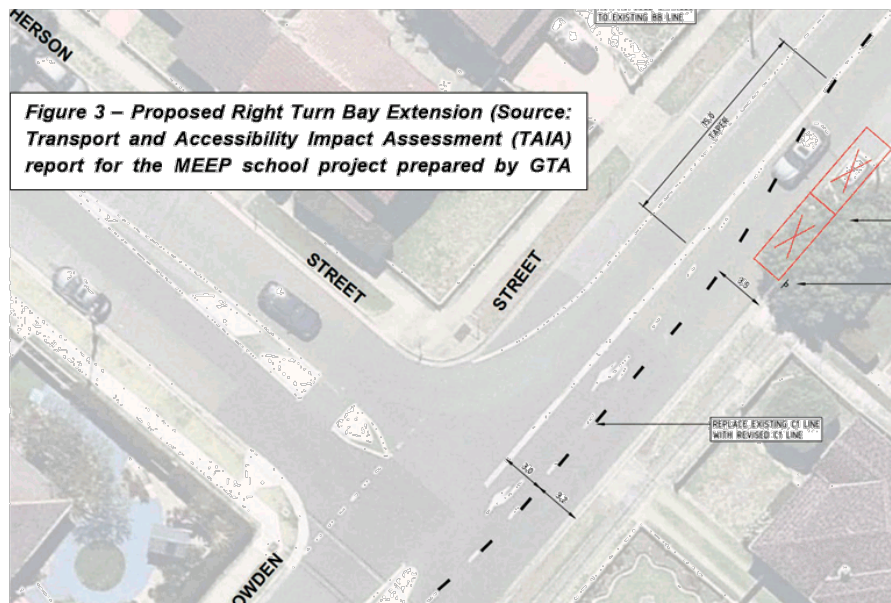 TO EXISTING BB LINE
HERSON
Figure 3 – Proposed Right Turn Bay Extension (Source:
Transport and Accessibility Impact Assessment (TAIA)
report for the MEEP school project prepared by GTA
15.0
TAPER
STREET
STREET
3.5
REPLACE EXISTING C1 LINE
WITH REVISED C1 LINE
3.0
3.2
OWDEN